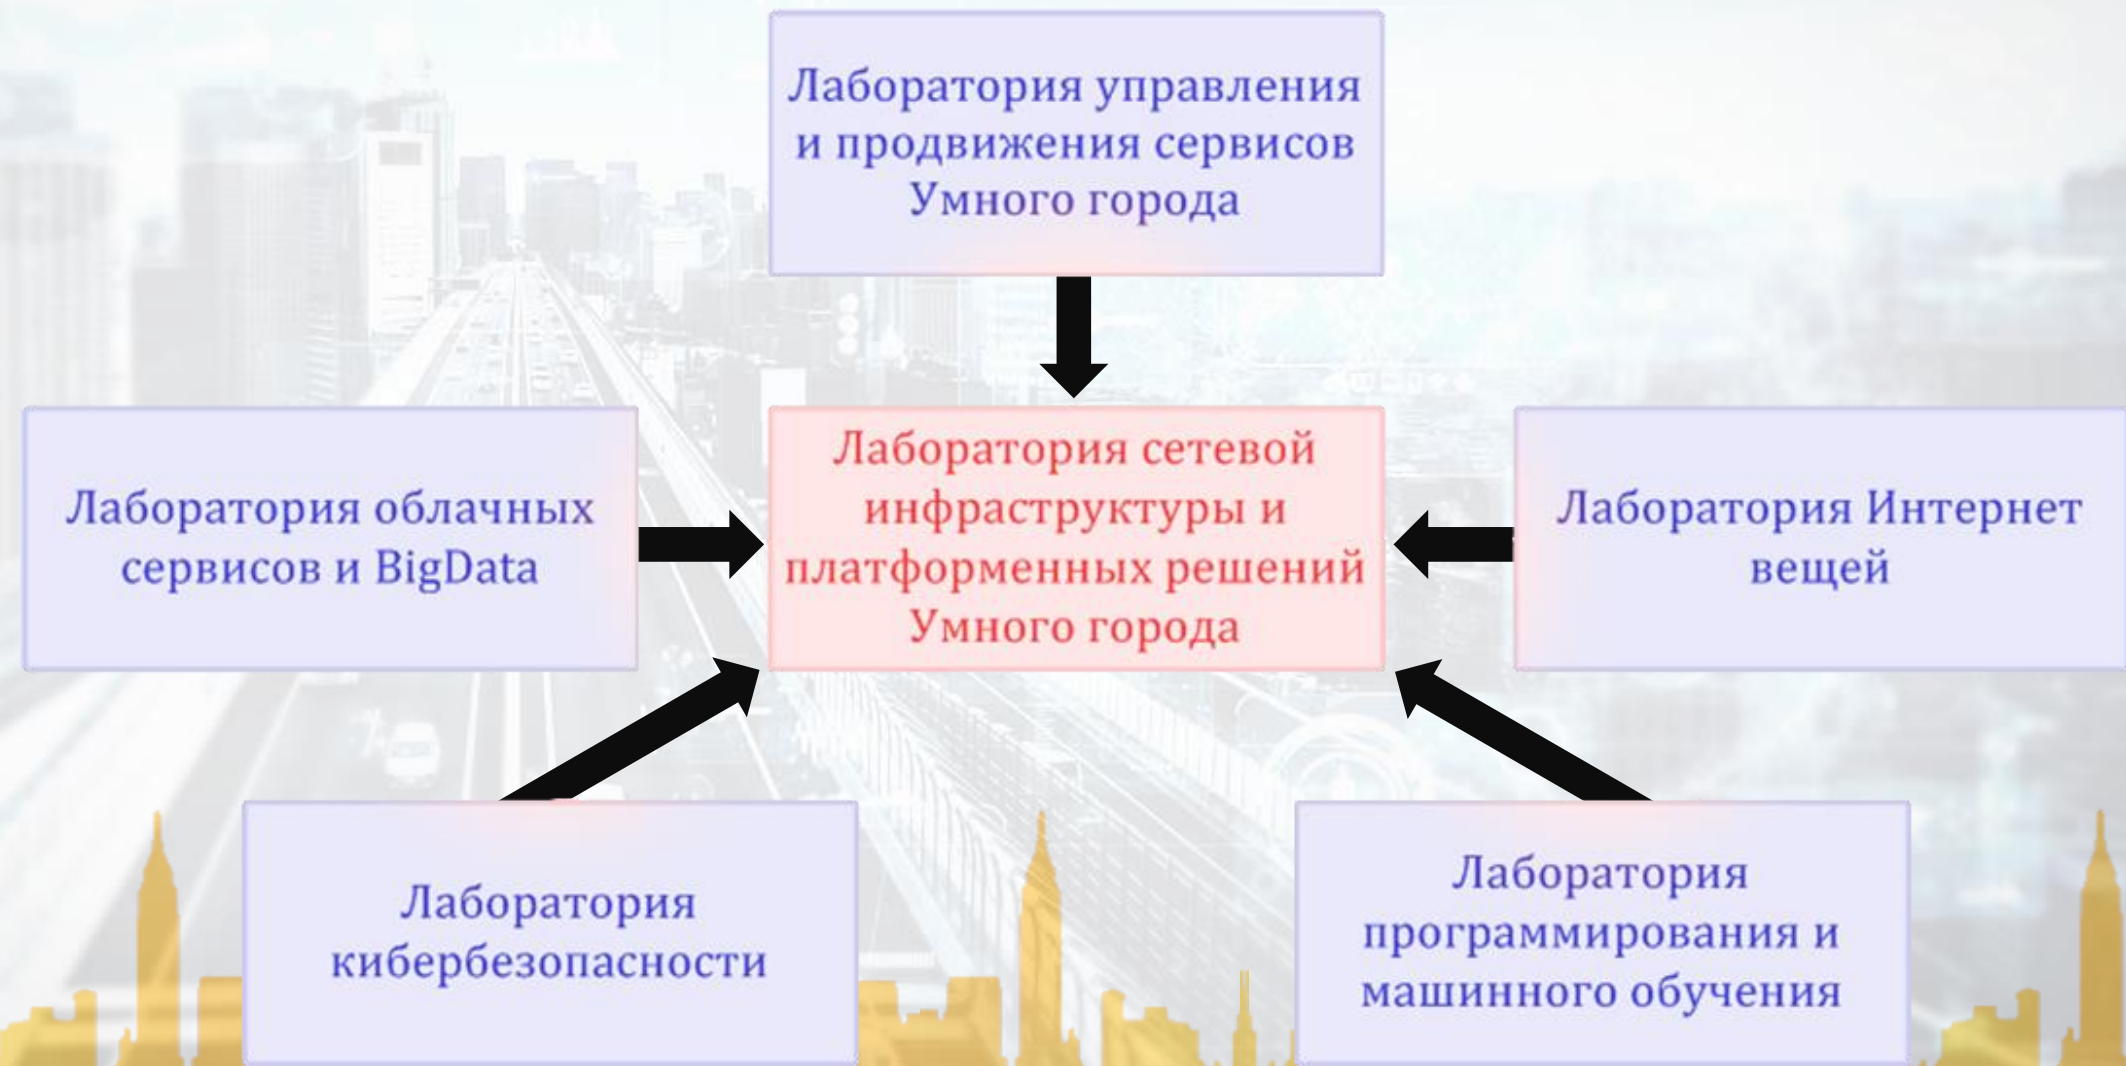 Лаборатория управления
и продвижения сервисов
Умного города
Лаборатория облачных
сервисов и BigData
Лаборатория сетевой
инфраструктуры и
платформенных решений
Умного города
Лаборатория Интернет
вещей
Лаборатория
кибербезопасности
Лаборатория
программирования и
машинного обучения